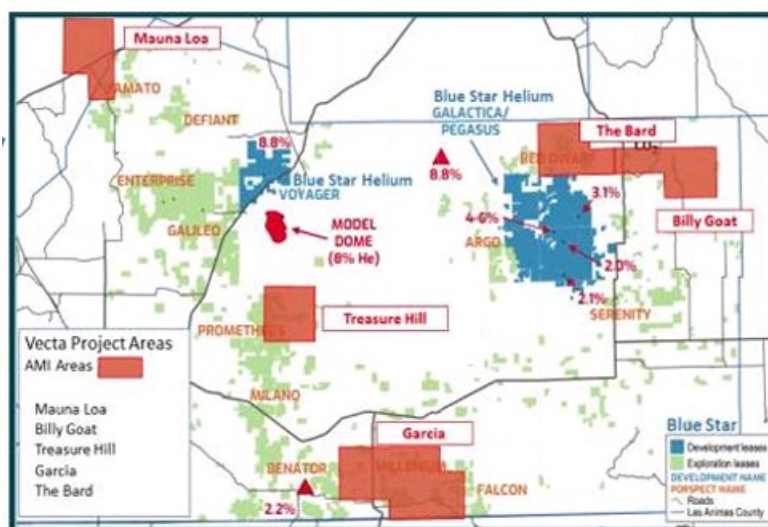 Mauna Loa
YAMATO
DEFIANT
8.8%
ENTERPRISE
Blue Star Helium
VOYAGER
GALILEO
MODEL
DOME
(8% He)
Blue Star Helium
GALACTICA/
PEGASUS
8.8%
The Bard
RED DWARF
CO2
3.1%
Billy Goat
4-6%
ARGO
2.0%
2.1%
SERENITY
PROMETHEUS
Treasure Hill
MILANO
Garcia
BENATOR
MILLENIUM
FALCON
2.2%
Vecta Project Areas
AMI Areas
Mauna Loa
Billy Goat
Treasure Hill
Garcia
The Bard
Blue Star
Development leases
Exploration leases
DEVELOPMENT NAME
PORSPECT NAME
Roads
Las Animas County